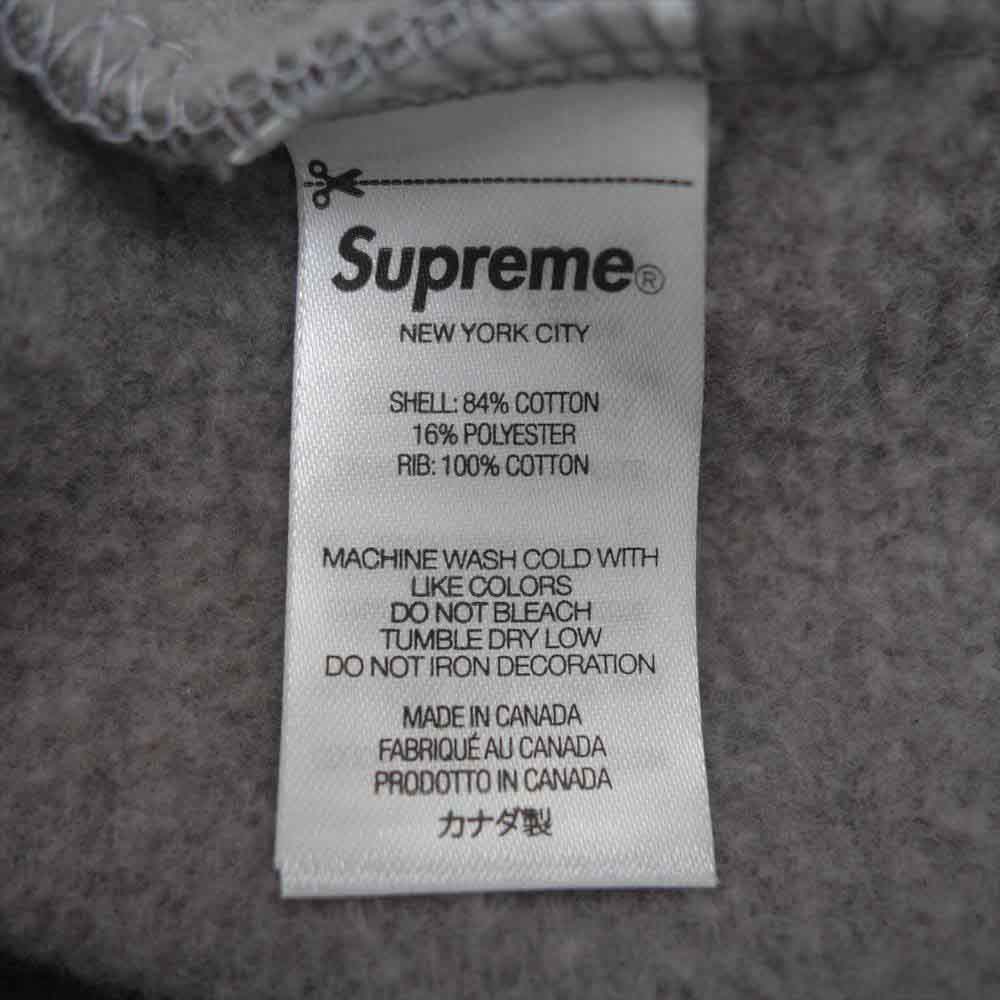 Supreme®
NEW YORK CITY
SHELL: 84% COTTON
16% POLYESTER
RIB: 100% COTTON
MACHINE WASH COLD WITH
LIKE COLORS
DO NOT BLEACH
TUMBLE DRY LOW
DO NOT IRON DECORATION
MADE IN CANADA
FABRIQUÉ AU CANADA
PRODOTTO IN CANADA
カナダ製